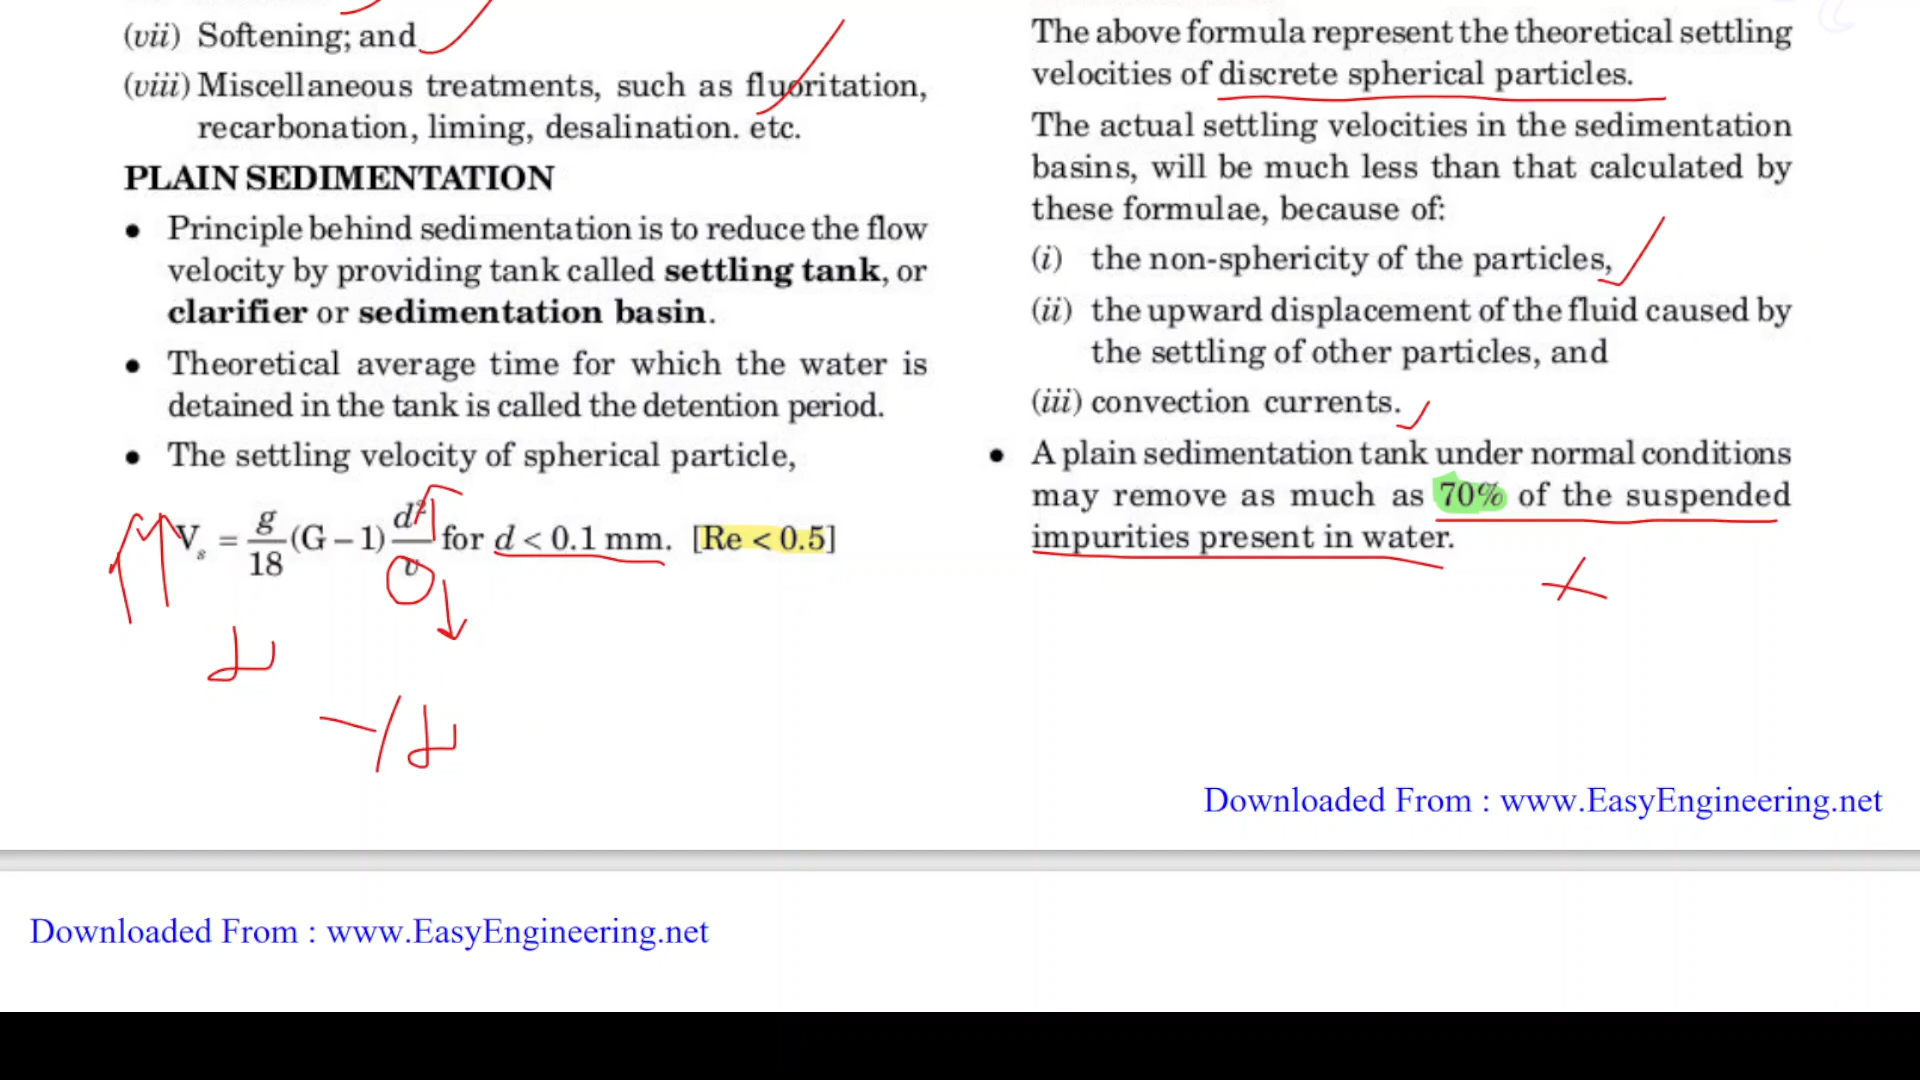 (vii) Softening; and
(viii) Miscellaneous treatments, such as fluoritation,
recarbonation, liming, desalination. etc.
PLAIN SEDIMENTATION
• Principle behind sedimentation is to reduce the flow
velocity by providing tank called settling tank, or
clarifier or sedimentation basin.
• Theoretical average time for which the water is
detained in the tank is called the detention period.
• The settling velocity of spherical particle,
V_s = g/18 (G – 1) d²/υ for d < 0.1 mm. [Re < 0.5]
The above formula represent the theoretical settling
velocities of discrete spherical particles.
The actual settling velocities in the sedimentation
basins, will be much less than that calculated by
these formulae, because of:
(i) the non-sphericity of the particles,
(ii) the upward displacement of the fluid caused by
the settling of other particles, and
(iii) convection currents.
• A plain sedimentation tank under normal conditions
may remove as much as 70% of the suspended
impurities present in water.
Downloaded From : www.EasyEngineering.net
Downloaded From : www.EasyEngineering.net